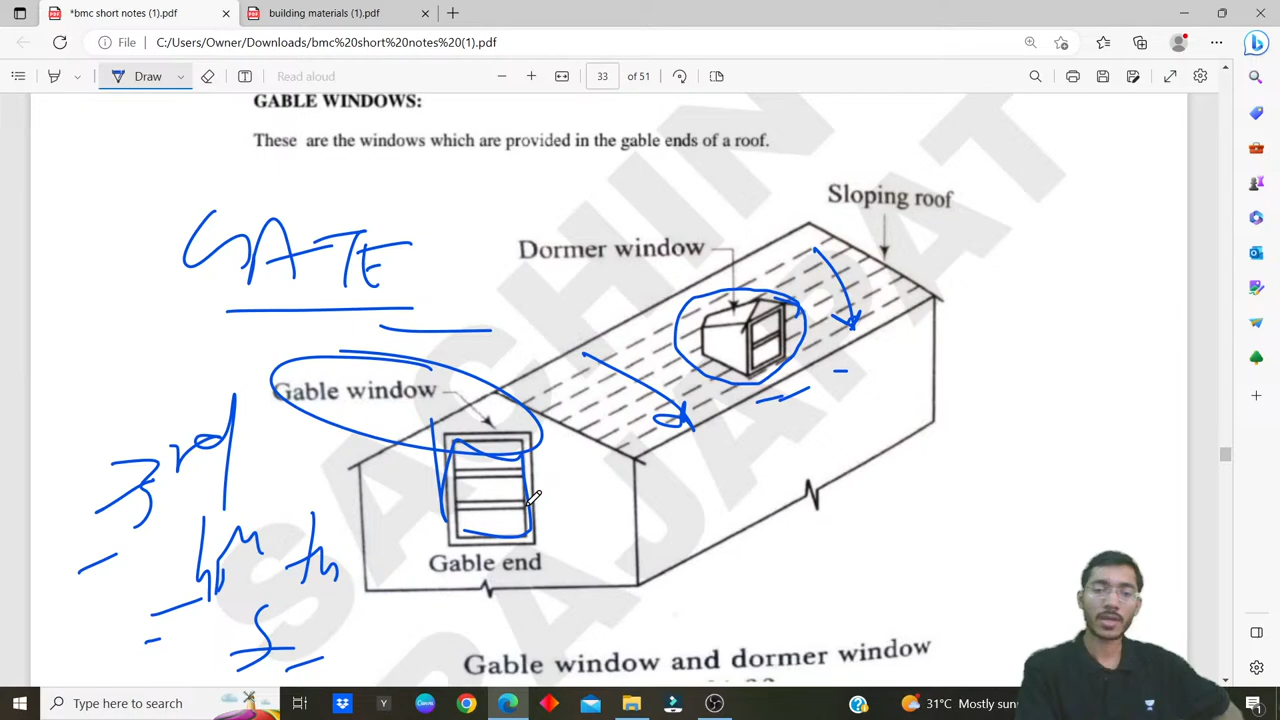 *bmc short notes (1).pdf
building materials (1).pdf
File
C:/Users/Owner/Downloads/bmc%20short%20notes%20(1).pdf
Draw
Read aloud
33 of 51
GABLE WINDOWS:
These are the windows which are provided in the gable ends of a roof.
Sloping roof
Dormer window
GATE
Gable window
3rd
Gable end
Gable window and dormer window
SACHIN
Type here to search
31°C Mostly sunny